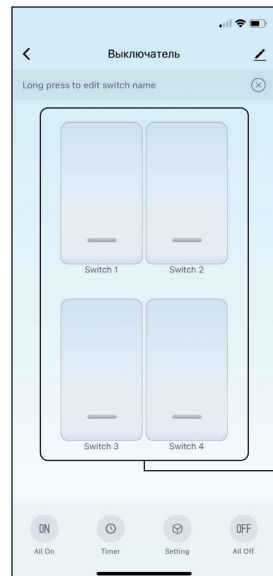 Выключатель
Long press to edit switch name
Switch 1 Switch 2
Switch 3 Switch 4
ON OFF
All On Timer Setting All Off